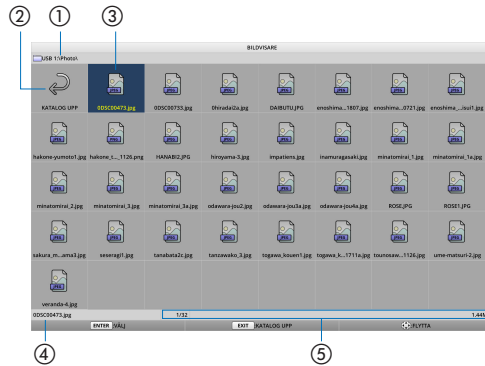 ② ① ③
BILDVISARE
USB 1:\Photo\
KATALOG UPP 0DSC00473.jpg 0DSC00733.jpg 0hiradai2a.jpg DAIBUTU.JPG enoshima...1807.jpg enoshima...0721.jpg enoshima_...isui1.jpg
hakone-yumoto1.jpg hakone_t..._1126.png HANABI2.JPG hiroyama-3.jpg impatiens.jpg inamuragasaki.jpg minatomirai_1.jpg minatomirai_1a.jpg
minatomirai_2.jpg minatomirai_3.jpg minatomirai_3a.jpg odawara-jou2.jpg odawara-jou3a.jpg odawara-jou4a.jpg ROSE.JPG ROSE1.JPG
sakura_m...ama3.jpg seseragi1.jpg tanabata2c.jpg tanzawako_3.jpg togawa_kouen1.jpg togawa_k...1711a.jpg tounosaw...1126.jpg ume-matsuri-2.jpg
veranda-4.jpg
0DSC00473.jpg 1/32 1.44M
ENTER :VÄLJ EXIT :KATALOG UPP :FLYTTA
④ ⑤